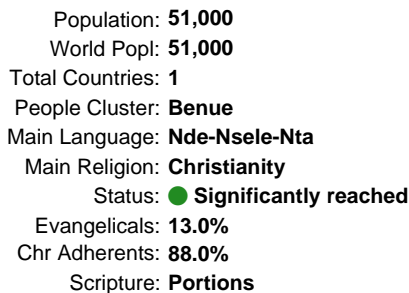 Population: 51,000
World Popl: 51,000
Total Countries: 1
People Cluster: Benue
Main Language: Nde-Nsele-Nta
Main Religion: Christianity
Status: Significantly reached
Evangelicals: 13.0%
Chr Adherents: 88.0%
Scripture: Portions